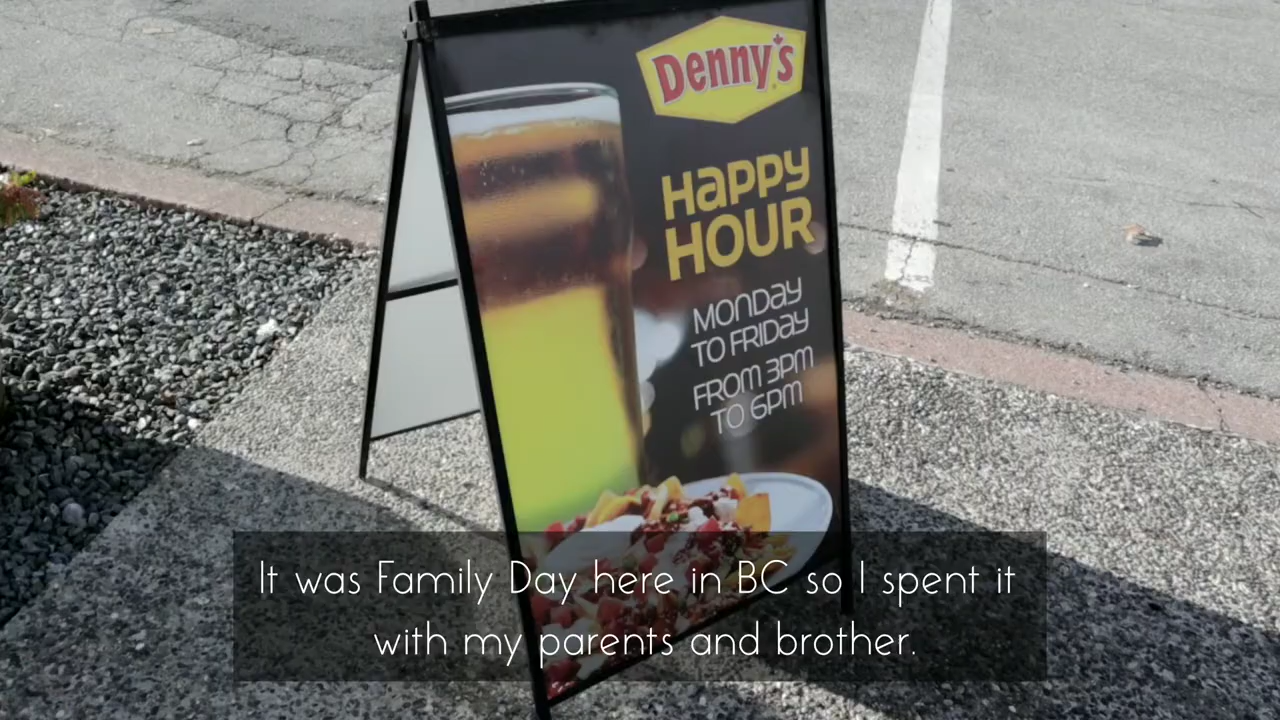 Denny's
HAPPY
HOUR
MONDAY
TO FRIDAY
FROM 3PM
TO 6PM
It was Family Day here in BC so I spent it
with my parents and brother.